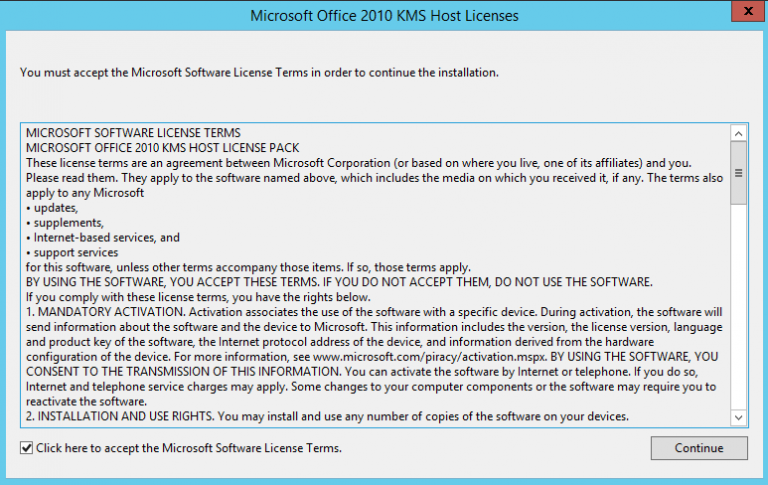 Microsoft Office 2010 KMS Host Licenses
x
You must accept the Microsoft Software License Terms in order to continue the installation.
MICROSOFT SOFTWARE LICENSE TERMS
MICROSOFT OFFICE 2010 KMS HOST LICENSE PACK
These license terms are an agreement between Microsoft Corporation (or based on where you live, one of its affiliates) and you.
Please read them. They apply to the software named above, which includes the media on which you received it, if any. The terms also
apply to any Microsoft
• updates,
• supplements,
• Internet-based services, and
• support services
for this software, unless other terms accompany those items. If so, those terms apply.
BY USING THE SOFTWARE, YOU ACCEPT THESE TERMS. IF YOU DO NOT ACCEPT THEM, DO NOT USE THE SOFTWARE.
If you comply with these license terms, you have the rights below.
1. MANDATORY ACTIVATION. Activation associates the use of the software with a specific device. During activation, the software will
send information about the software and the device to Microsoft. This information includes the version, the license version, language
and product key of the software, the Internet protocol address of the device, and information derived from the hardware
configuration of the device. For more information, see www.microsoft.com/piracy/activation.mspx. BY USING THE SOFTWARE, YOU
CONSENT TO THE TRANSMISSION OF THIS INFORMATION. You can activate the software by Internet or telephone. If you do so,
Internet and telephone service charges may apply. Some changes to your computer components or the software may require you to
reactivate the software.
2. INSTALLATION AND USE RIGHTS. You may install and use any number of copies of the software on your devices.
Click here to accept the Microsoft Software License Terms.
Continue